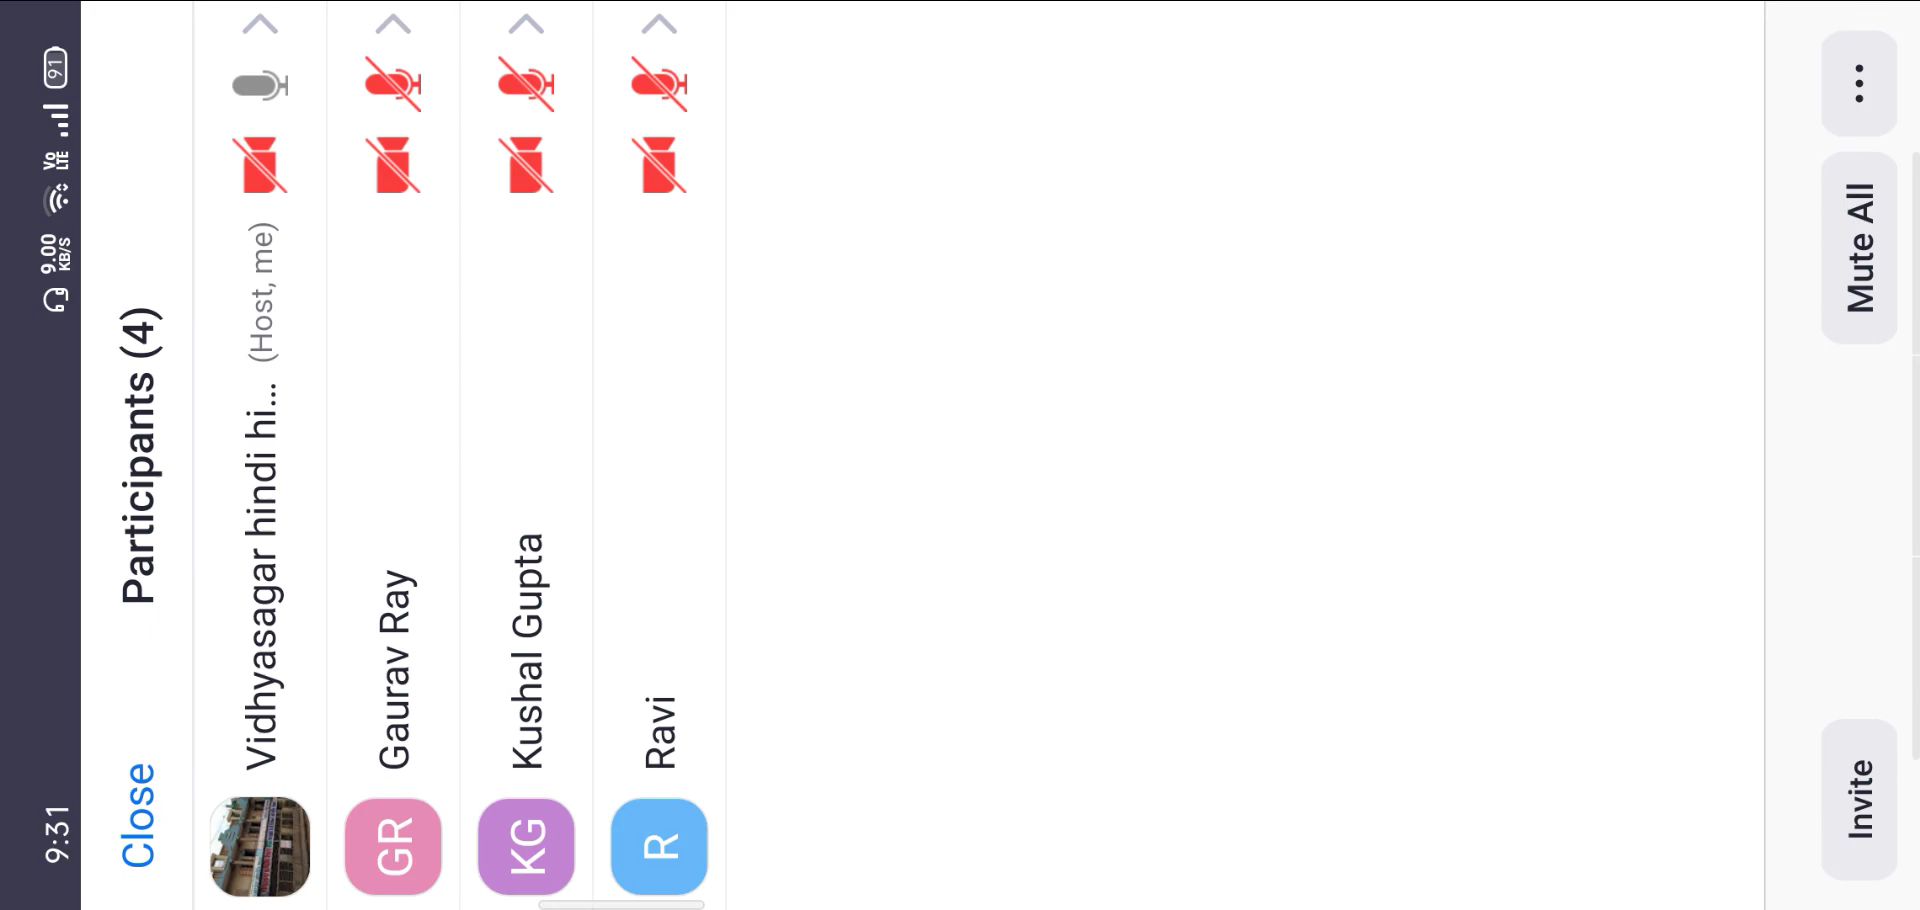 9:31
9.00 KB/S Vo LTE 91
Close
Participants (4)
Vidhyasagar hindi hi... (Host, me)
GR Gaurav Ray
KG Kushal Gupta
R Ravi
Invite
Mute All
...